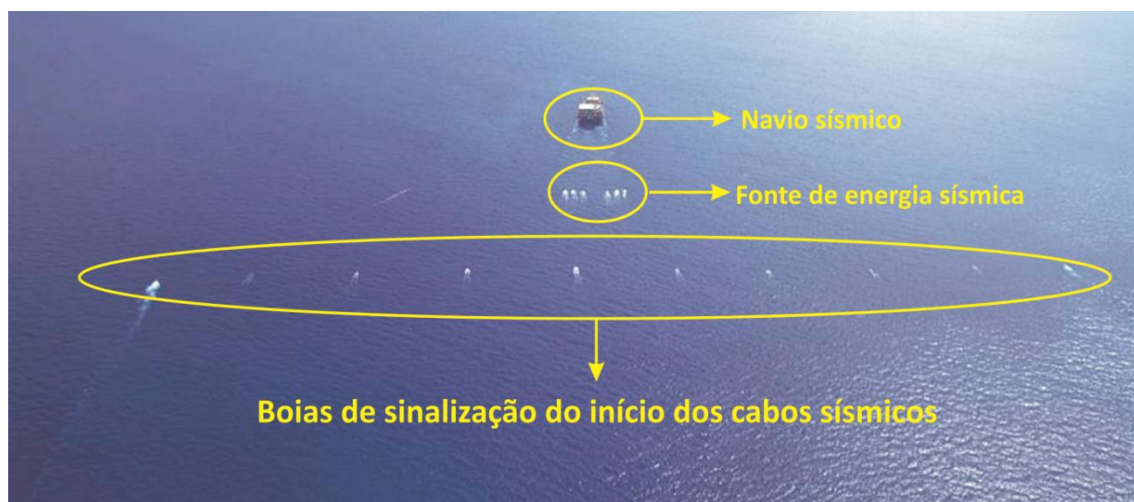 Navio sísmico
Fonte de energia sísmica
Boias de sinalização do início dos cabos sísmicos